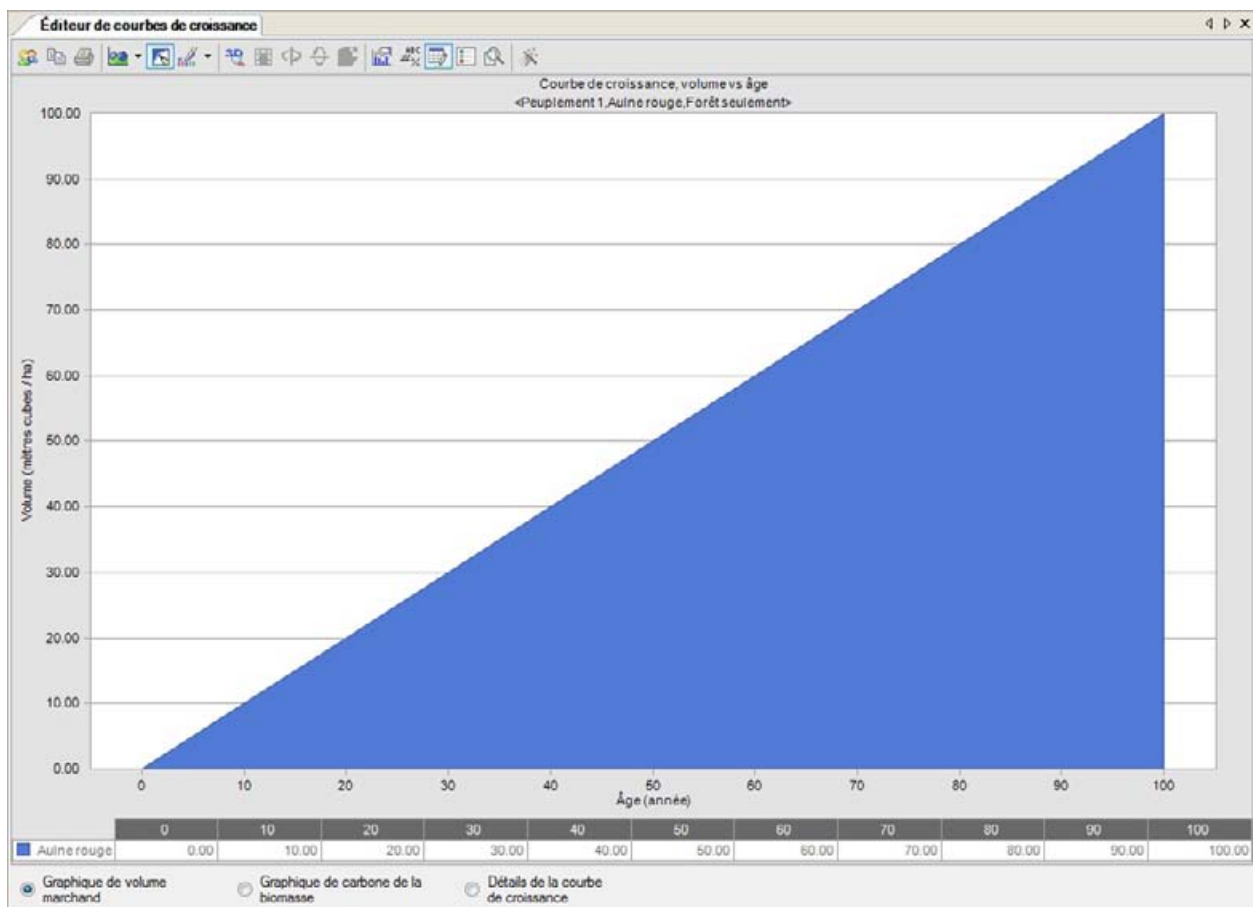 Éditeur de courbes de croissance
Courbe de croissance, volume vs âge
<Peuplement 1,Aulne rouge,Forêt seulement>
Volume (mètres cubes / ha)
100.00
90.00
80.00
70.00
60.00
50.00
40.00
30.00
20.00
10.00
0.00
0 10 20 30 40 50 60 70 80 90 100
Âge (année)
0 10 20 30 40 50 60 70 80 90 100
Aulne rouge 0.00 10.00 20.00 30.00 40.00 50.00 60.00 70.00 80.00 90.00 100.00
Graphique de volume
marchand
Graphique de carbone de la
biomasse
Détails de la courbe
de croissance